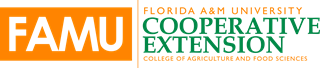 FAMU
FLORIDA A&M UNIVERSITY
COOPERATIVE
EXTENSION
COLLEGE OF AGRICULTURE AND FOOD SCIENCES